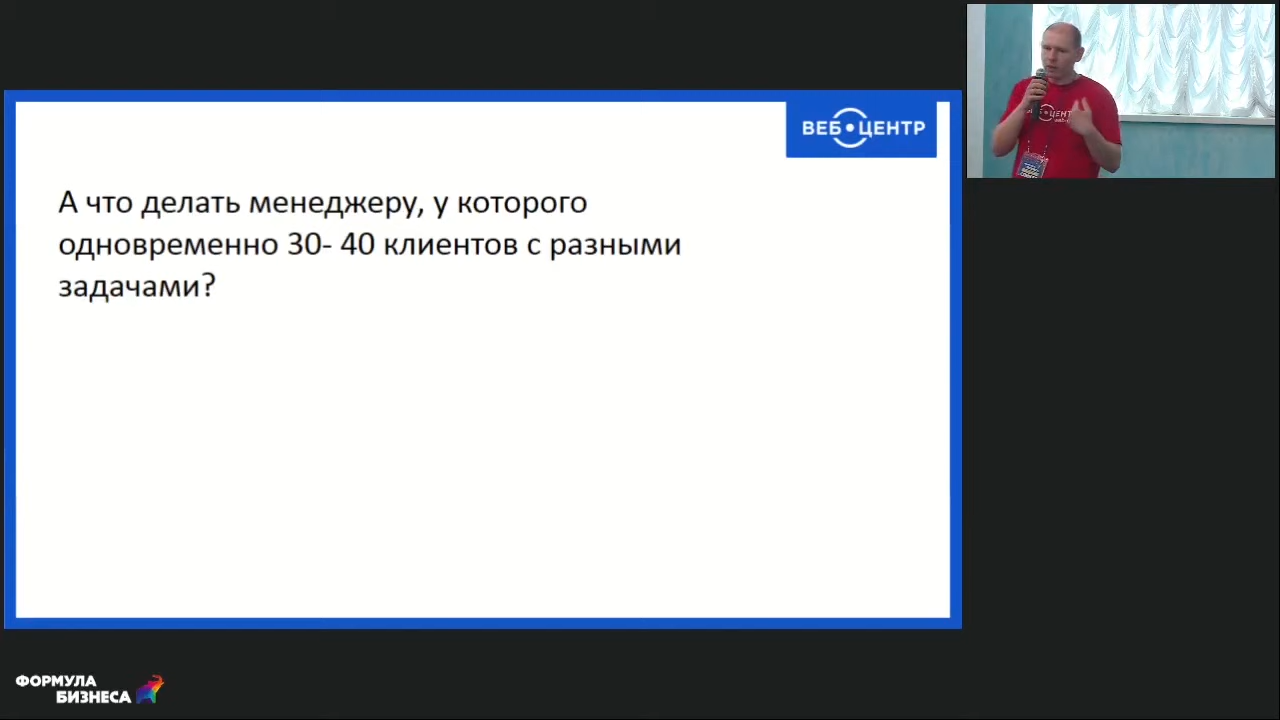 ВЕБ ЦЕНТР
А что делать менеджеру, у которого
одновременно 30- 40 клиентов с разными
задачами?
ФОРМУЛА
БИЗНЕСА